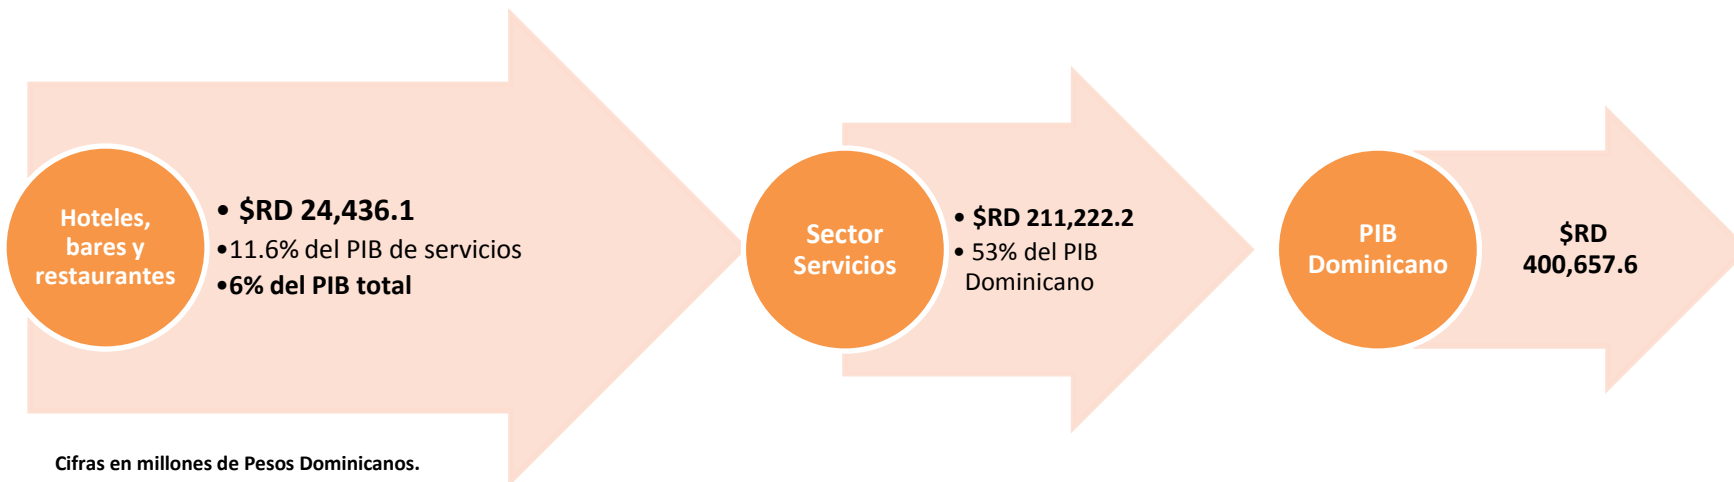 Hoteles,
bares y
restaurantes
• $RD 24,436.1
•11.6% del PIB de servicios
•6% del PIB total
Sector
Servicios
• $RD 211,222.2
• 53% del PIB
Dominicano
PIB
Dominicano
$RD
400,657.6
Cifras en millones de Pesos Dominicanos.